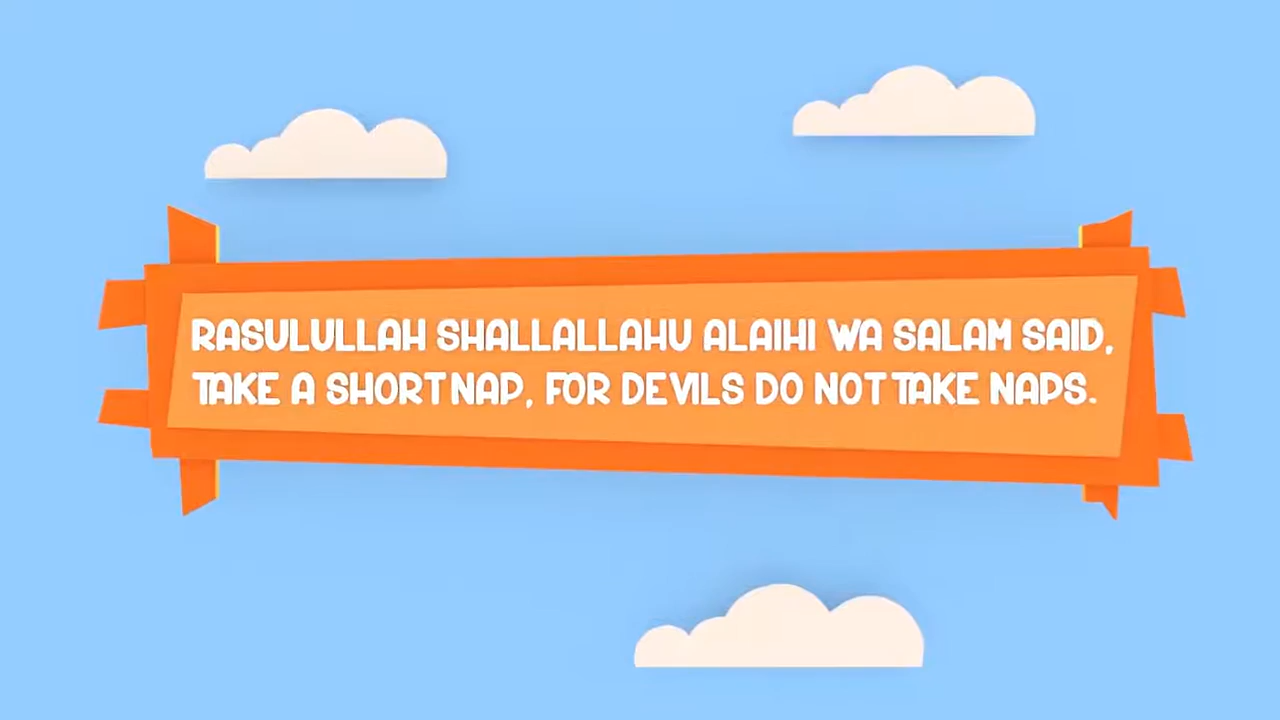 RASULULLAH SHALLALLAHU ALAIHI WA SALAM SAID,
TAKE A SHORT NAP, FOR DEVILS DO NOT TAKE NAPS.